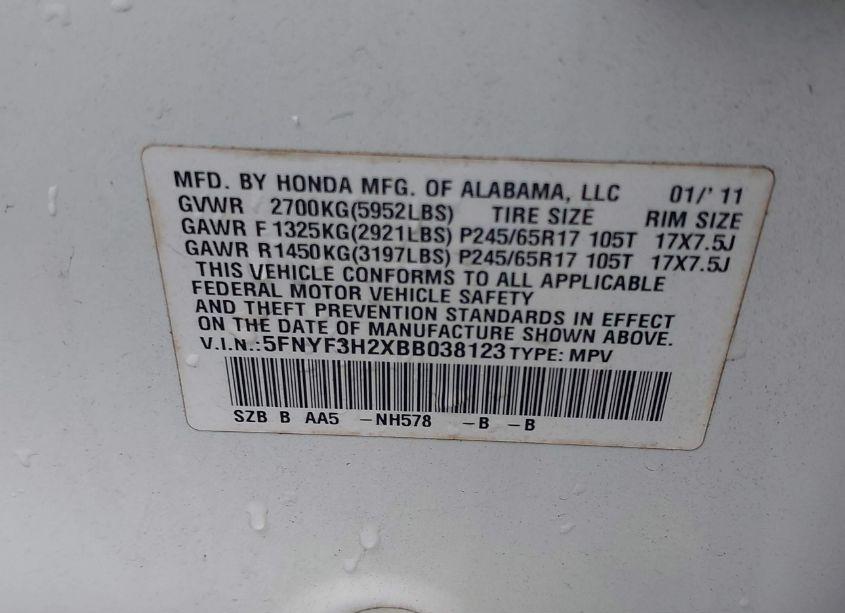 MFD. BY HONDA MFG. OF ALABAMA, LLC 01/' 11
GVWR 2700KG(5952LBS) TIRE SIZE RIM SIZE
GAWR F 1325KG(2921LBS) P245/65R17 105T 17X7.5J
GAWR R1450KG(3197LBS) P245/65R17 105T 17X7.5J
THIS VEHICLE CONFORMS TO ALL APPLICABLE
FEDERAL MOTOR VEHICLE SAFETY
AND THEFT PREVENTION STANDARDS IN EFFECT
ON THE DATE OF MANUFACTURE SHOWN ABOVE.
V.I.N.:5FNYF3H2XBB038123 TYPE: MPV
SZB B AA5 -NH578 -B -B